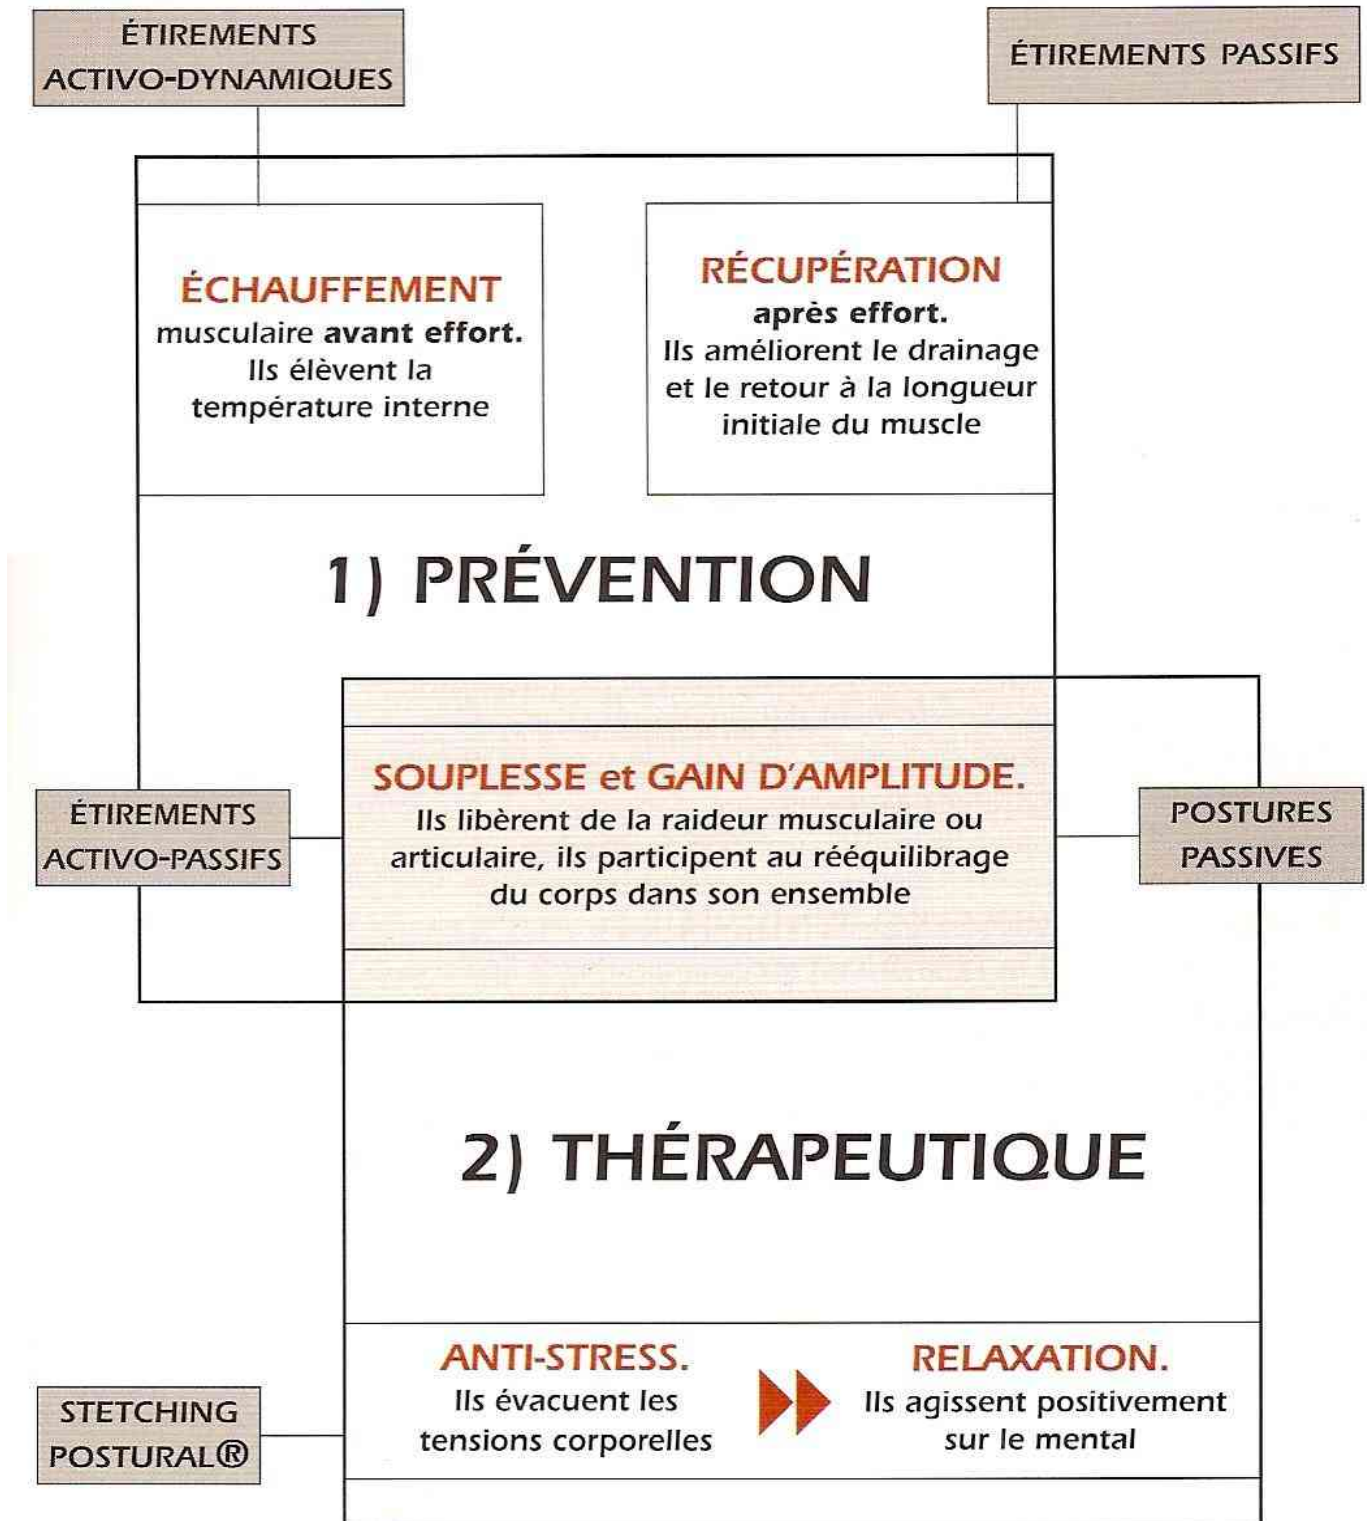 ÉTIREMENTS
ACTIVO-DYNAMIQUES
ÉTIREMENTS PASSIFS
ÉCHAUFFEMENT
musculaire avant effort.
Ils élèvent la
température interne
RÉCUPÉRATION
après effort.
Ils améliorent le drainage
et le retour à la longueur
initiale du muscle
1) PRÉVENTION
SOUPLESSE et GAIN D'AMPLITUDE.
Ils libèrent de la raideur musculaire ou
articulaire, ils participent au rééquilibrage
du corps dans son ensemble
ÉTIREMENTS
ACTIVO-PASSIFS
POSTURES
PASSIVES
2) THÉRAPEUTIQUE
ANTI-STRESS.
Ils évacuent les
tensions corporelles
RELAXATION.
Ils agissent positivement
sur le mental
STETCHING
POSTURAL®